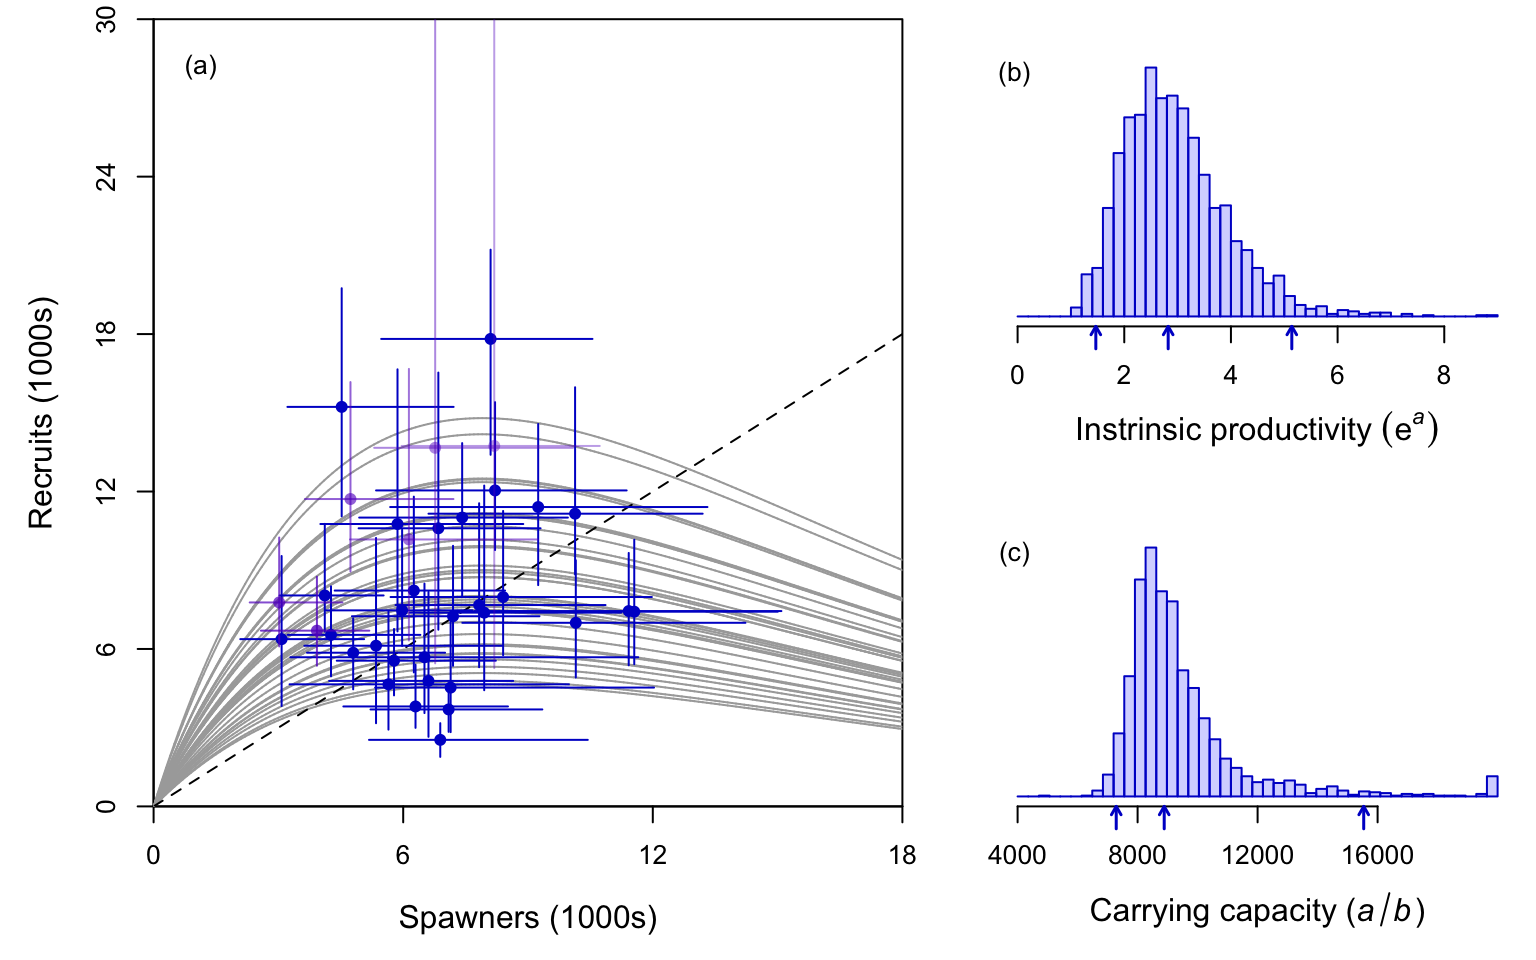 (a)
30
24
18
12
6
0
Recruits (1000s)
0 6 12 18
Spawners (1000s)
(b)
0 2 4 6 8
Instrinsic productivity (e^a)
(c)
4000 8000 12000 16000
Carrying capacity (a/b)